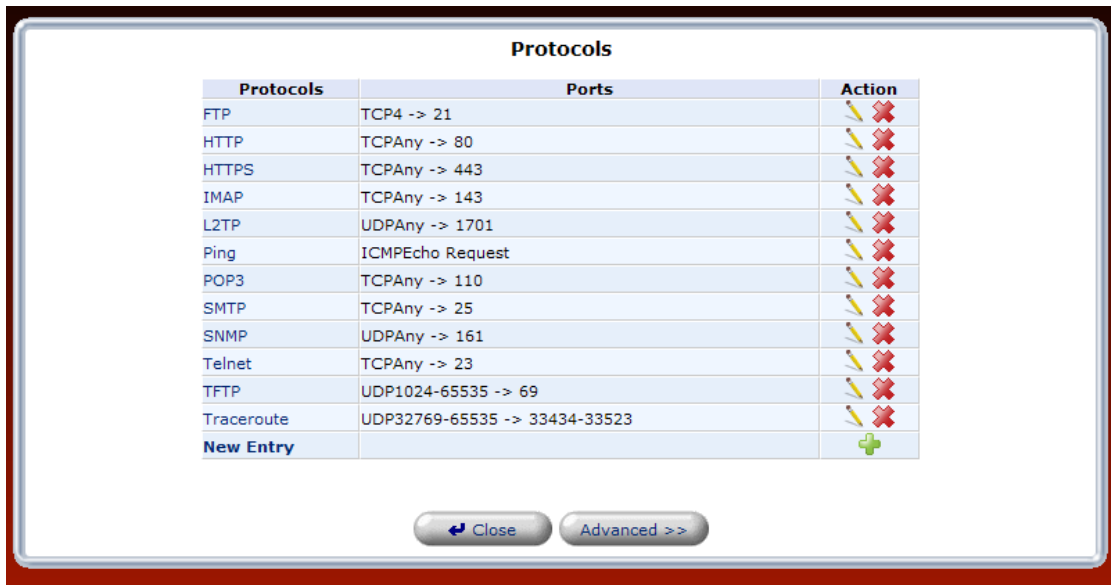 Protocols
Protocols Ports Action
FTP TCP4 -> 21
HTTP TCPAny -> 80
HTTPS TCPAny -> 443
IMAP TCPAny -> 143
L2TP UDPAny -> 1701
Ping ICMPEcho Request
POP3 TCPAny -> 110
SMTP TCPAny -> 25
SNMP UDPAny -> 161
Telnet TCPAny -> 23
TFTP UDP1024-65535 -> 69
Traceroute UDP32769-65535 -> 33434-33523
New Entry
Close Advanced >>